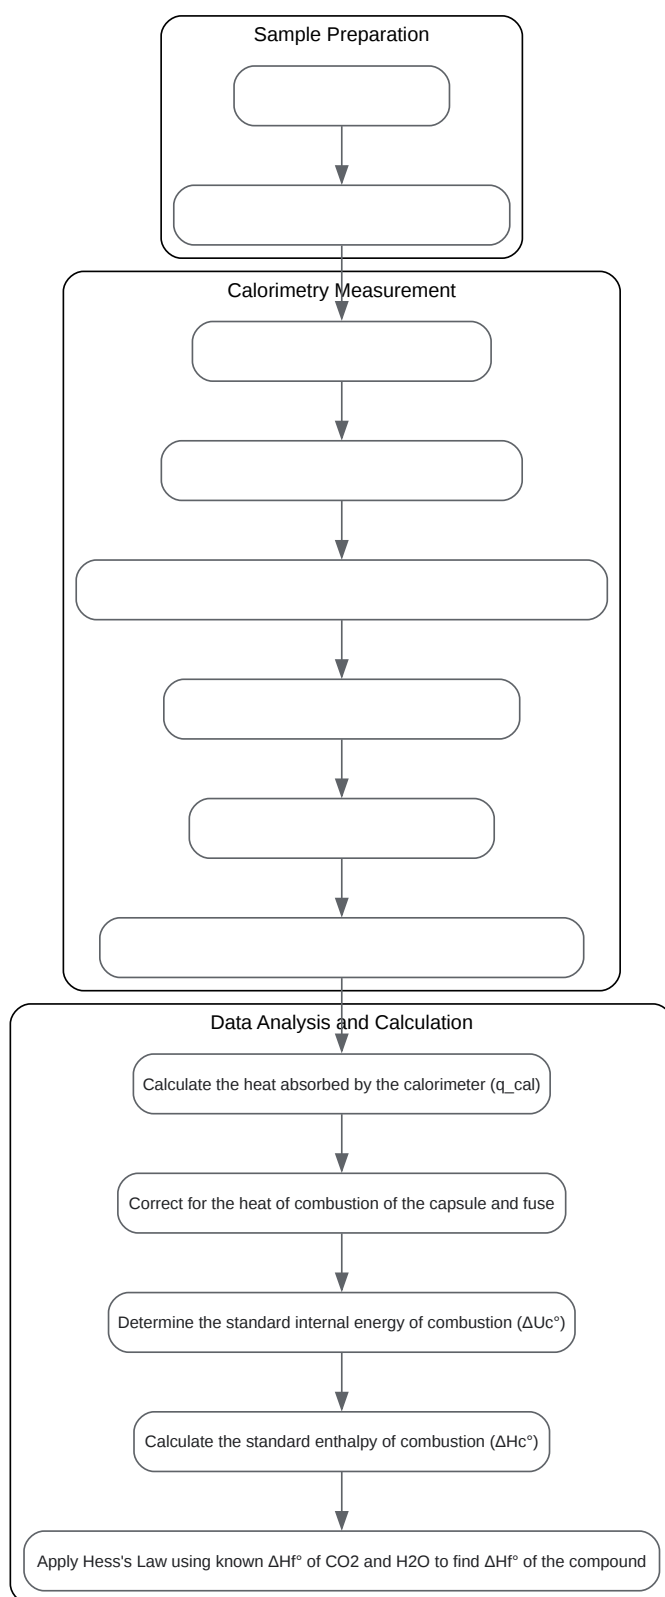 Sample Preparation
Calorimetry Measurement
Data Analysis and Calculation
Calculate the heat absorbed by the calorimeter (q_cal)
Correct for the heat of combustion of the capsule and fuse
Determine the standard internal energy of combustion (ΔUc°)
Calculate the standard enthalpy of combustion (ΔHc°)
Apply Hess's Law using known ΔHf° of CO2 and H2O to find ΔHf° of the compound